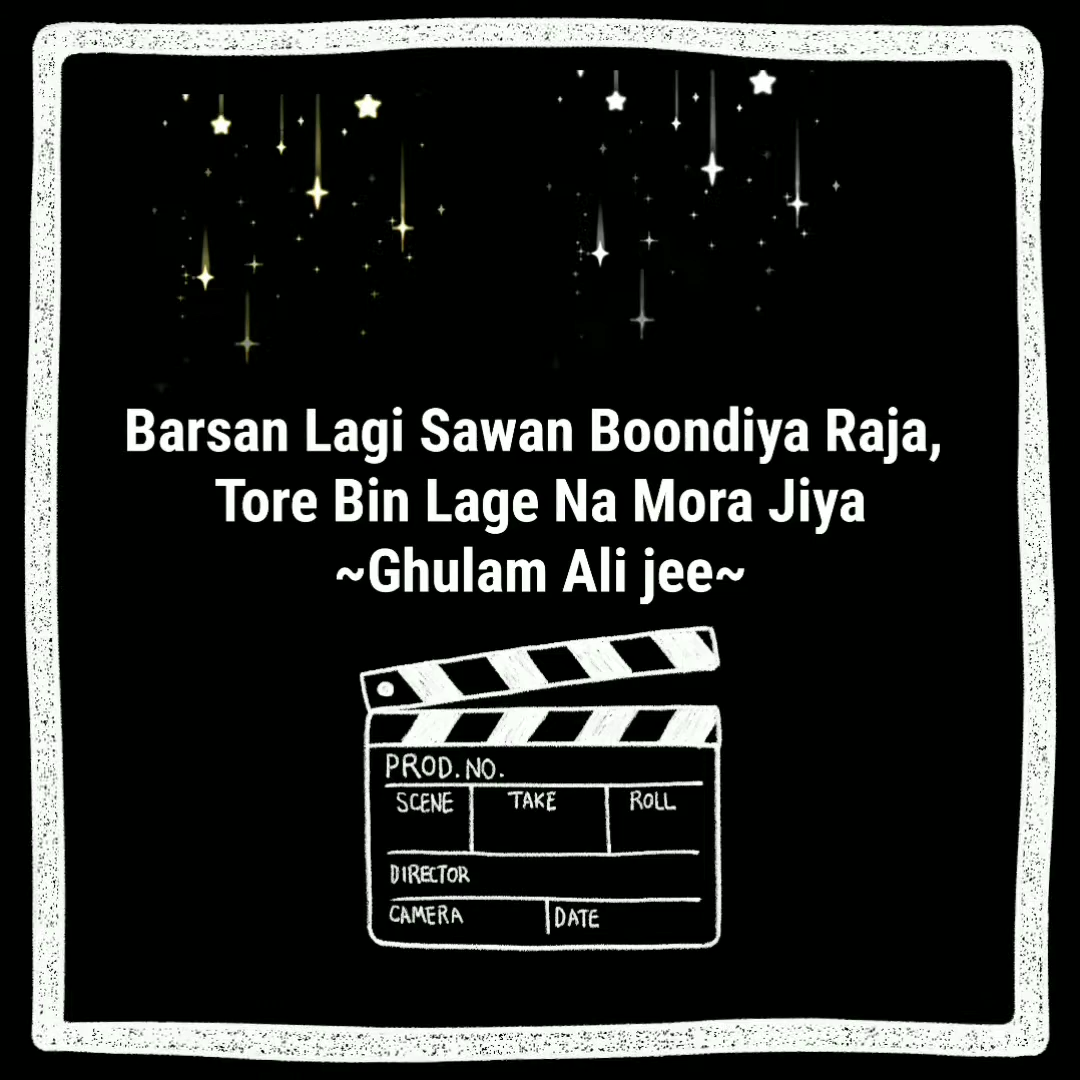 Barsan Lagi Sawan Boondiya Raja,
Tore Bin Lage Na Mora Jiya
~Ghulam Ali jee~
PROD. NO.
SCENE TAKE ROLL
DIRECTOR
CAMERA DATE